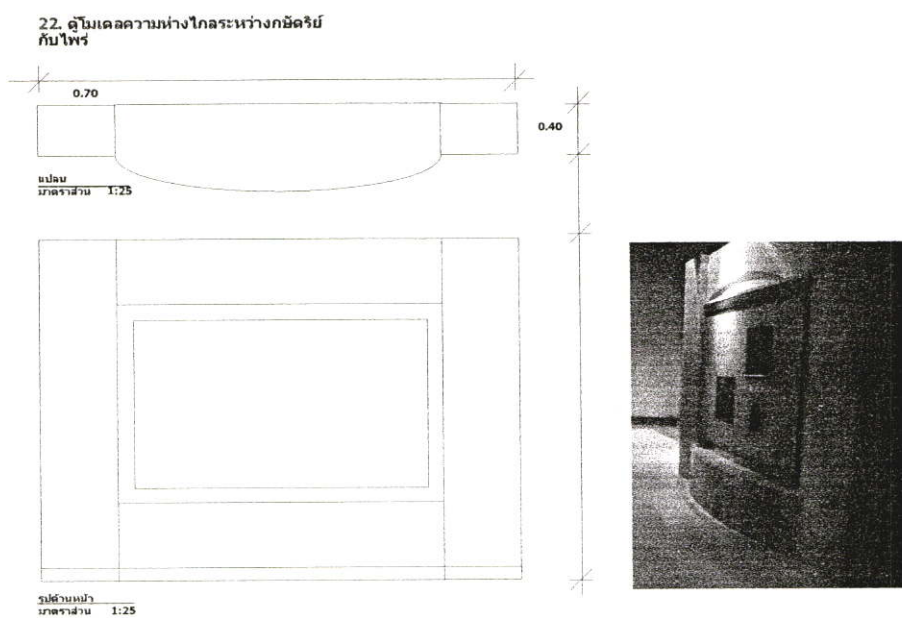 22. ตู้โมเดลความห่างไกลระหว่างกษัตริย์
กับไพร่
0.70
0.40
แปลน
มาตราส่วน 1:25
รูปด้านหน้า
มาตราส่วน 1:25